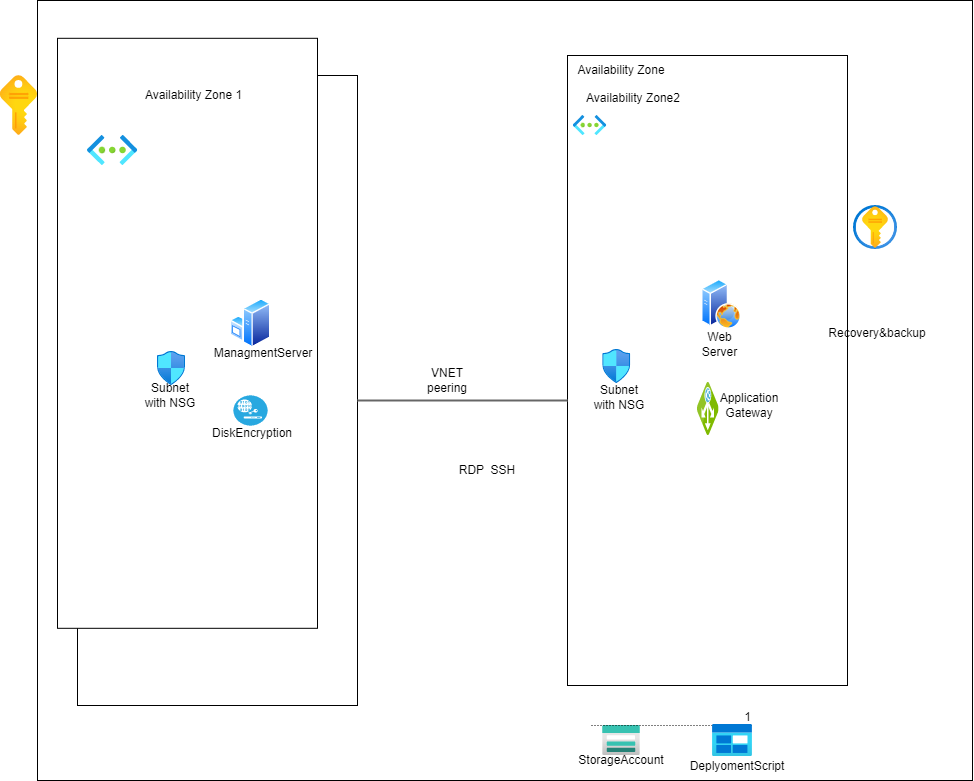 Availability Zone
Availability Zone 1
Availability Zone2
ManagmentServer
Subnet
with NSG
DiskEncryption
VNET
peering
RDP  SSH
Web
Server
Subnet
with NSG
Application
Gateway
Recovery&backup
1
StorageAccount
DeplyomentScript